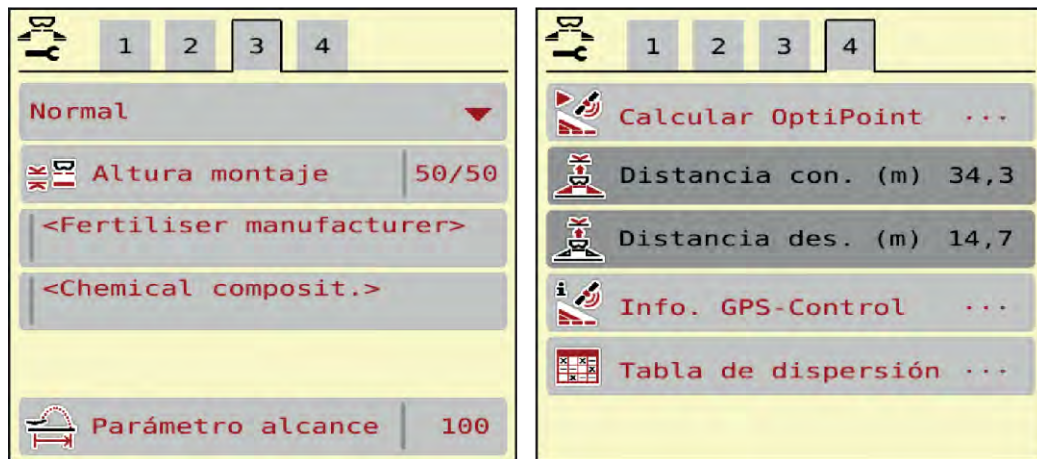 1 2 3 4
Normal
Altura montaje 50/50
<Fertiliser manufacturer>
<Chemical composit.>
Parámetro alcance 100
1 2 3 4
Calcular OptiPoint ...
Distancia con. (m) 34,3
Distancia des. (m) 14,7
i
Info. GPS-Control ...
Tabla de dispersión ...